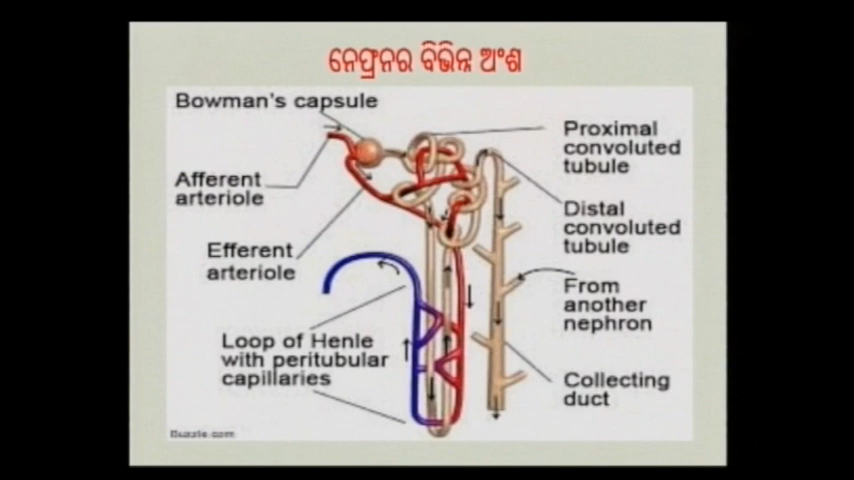 ନେଫ୍ରନର ବିଭିନ୍ନ ଅଂଶ
Bowman's capsule
Proximal
convoluted
tubule
Afferent
arteriole
Distal
convoluted
tubule
Efferent
arteriole
From
another
nephron
Loop of Henle
with peritubular
capillaries
Collecting
duct
Buzzle.com